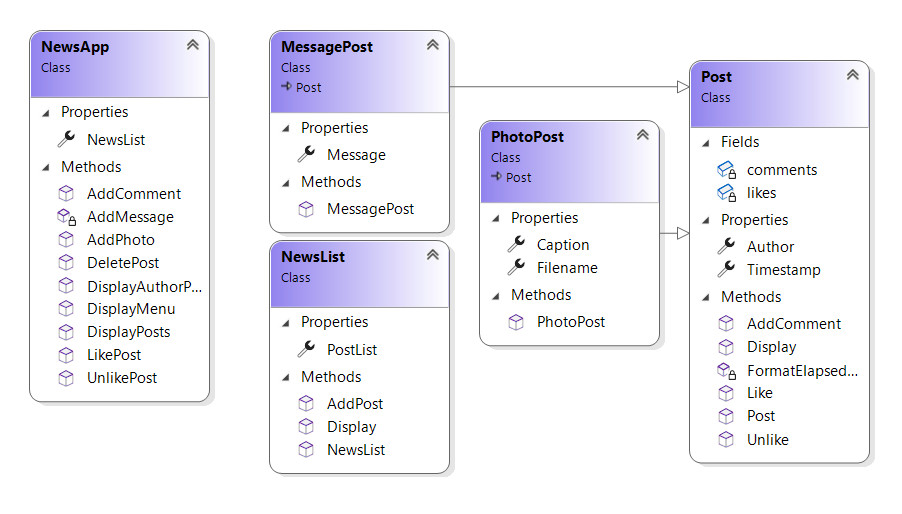 NewsApp
Class
Properties
NewsList
Methods
AddComment
AddMessage
AddPhoto
DeletePost
DisplayAuthorP...
DisplayMenu
DisplayPosts
LikePost
UnlikePost
MessagePost
Class
Post
Properties
Message
Methods
MessagePost
NewsList
Class
Properties
PostList
Methods
AddPost
Display
NewsList
PhotoPost
Class
Post
Properties
Caption
Filename
Methods
PhotoPost
Post
Class
Fields
comments
likes
Properties
Author
Timestamp
Methods
AddComment
Display
FormatElapsed...
Like
Post
Unlike